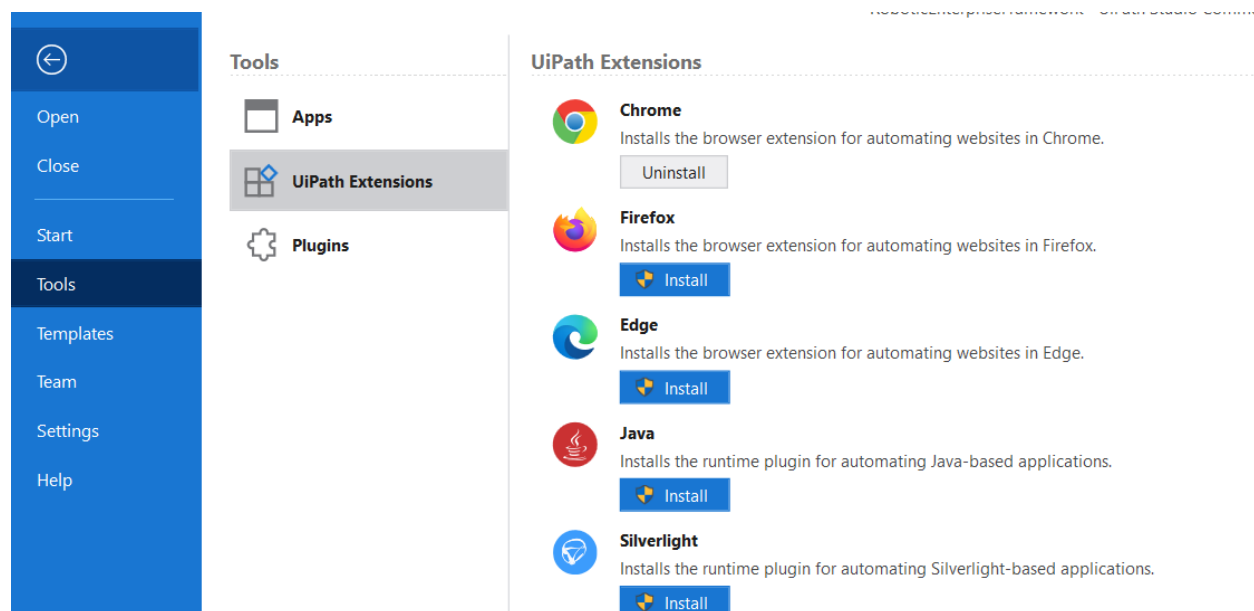 Open
Close
Start
Tools
Templates
Team
Settings
Help
Tools
Apps
UiPath Extensions
Plugins
UiPath Extensions
Chrome
Installs the browser extension for automating websites in Chrome.
Uninstall
Firefox
Installs the browser extension for automating websites in Firefox.
Install
Edge
Installs the browser extension for automating websites in Edge.
Install
Java
Installs the runtime plugin for automating Java-based applications.
Install
Silverlight
Installs the runtime plugin for automating Silverlight-based applications.
Install